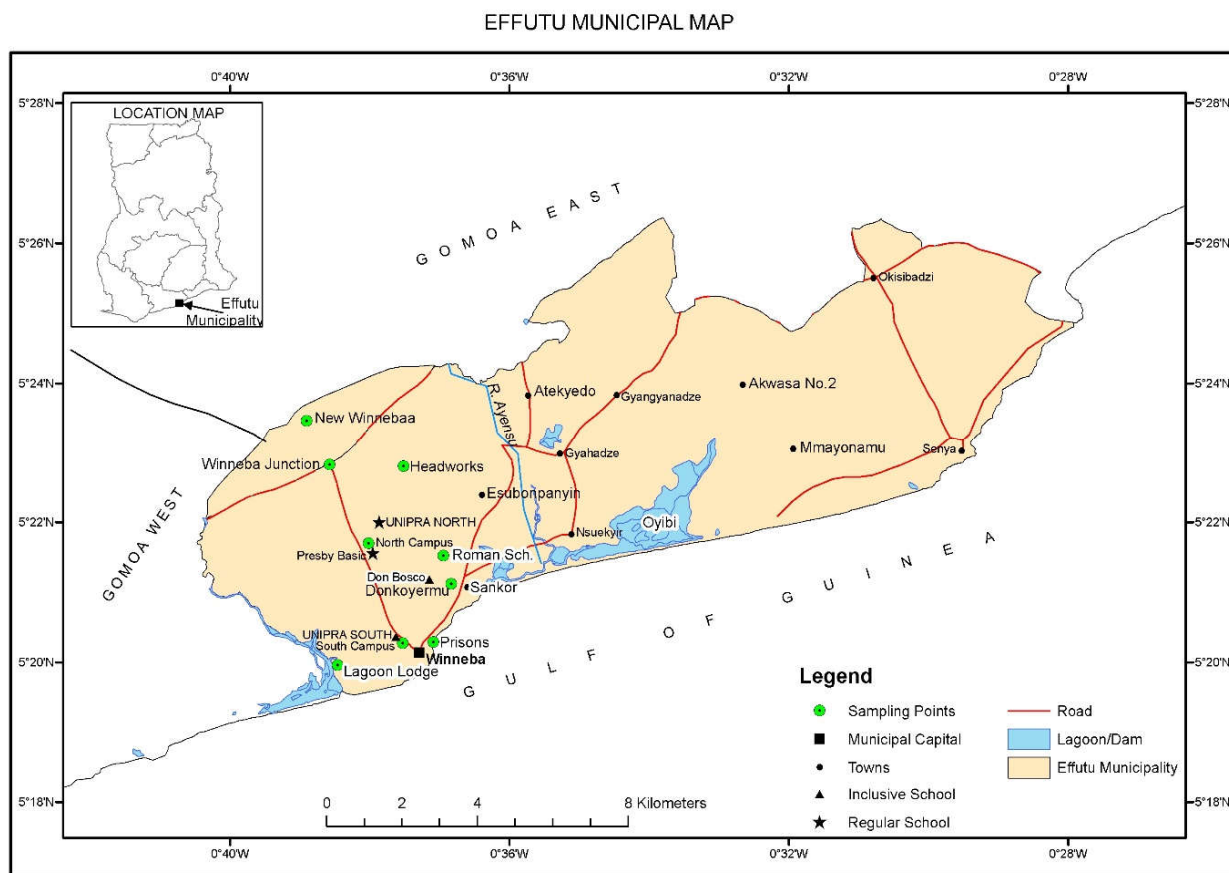 EFFUTU MUNICIPAL MAP
0°40'W 0°36'W 0°32'W 0°28'W
5°28'N 5°28'N
LOCATION MAP
Effutu
Municipality
GOMOA EAST
5°26'N 5°26'N
Okisibadzi
5°24'N 5°24'N
R. Ayensu
Atekyedo
Gyangyanadze
Akwasa No.2
New Winnebaa
Winneba Junction
Headworks
Gyahadze
Mmayonamu
Senya
Esubonpanyin
GOMOA WEST
5°22'N 5°22'N
UNIPRA NORTH
North Campus
Nsuekyir
Oyibi
Presby Basic
Roman Sch.
Don Bosco
Donkoyermu
Sankor
GULF OF GUINEA
UNIPRA SOUTH
South Campus
Prisons
Winneba
Lagoon Lodge
5°20'N 5°20'N
Legend
Sampling Points
Municipal Capital
Towns
Inclusive School
Regular School
Road
Lagoon/Dam
Effutu Municipality
0 2 4 8 Kilometers
5°18'N 5°18'N
0°40'W 0°36'W 0°32'W 0°28'W